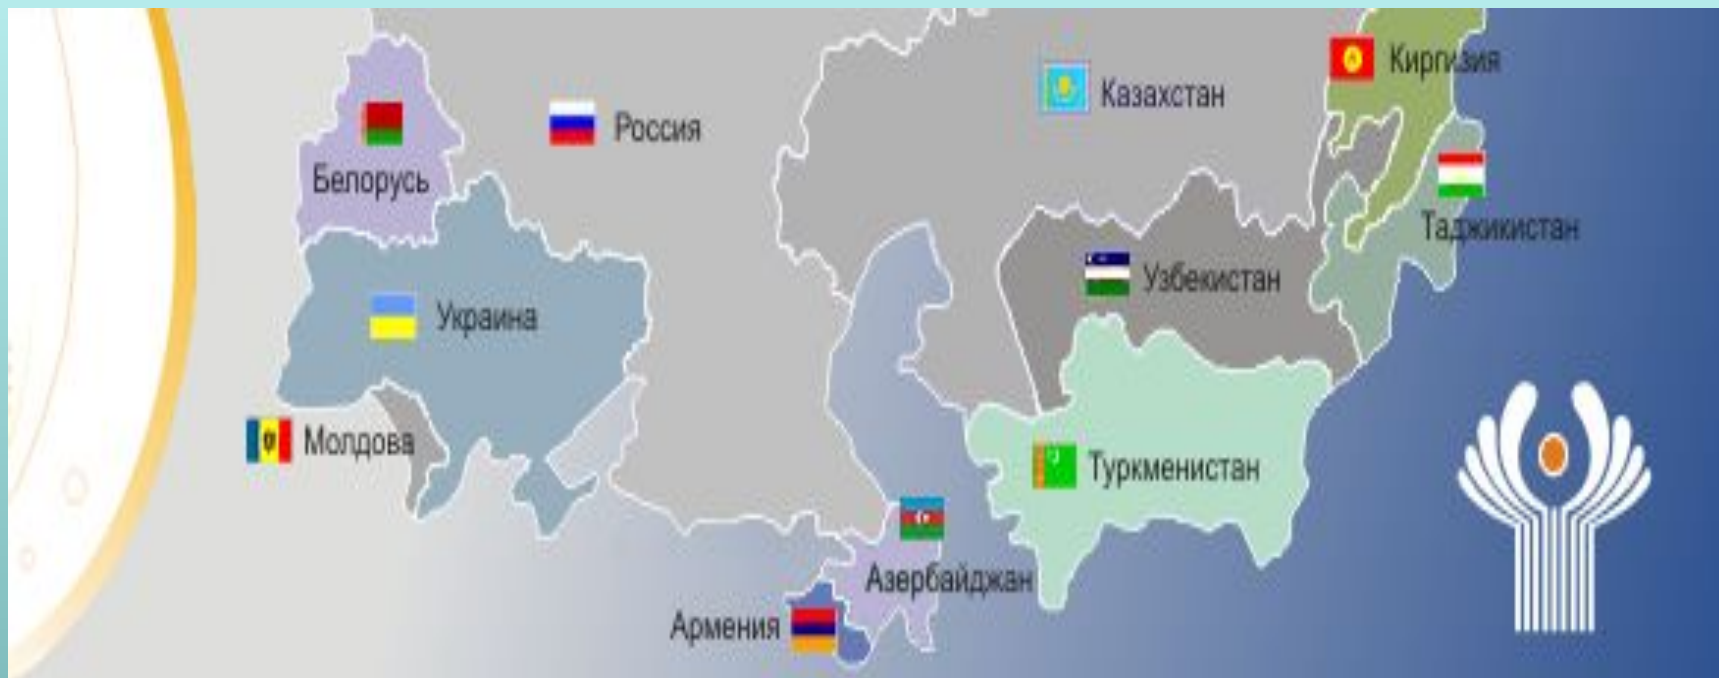 Киргизия
Казахстан
Россия
Белорусь
Таджикистан
Узбекистан
Украина
Молдова
Туркменистан
Азербайджан
Армения